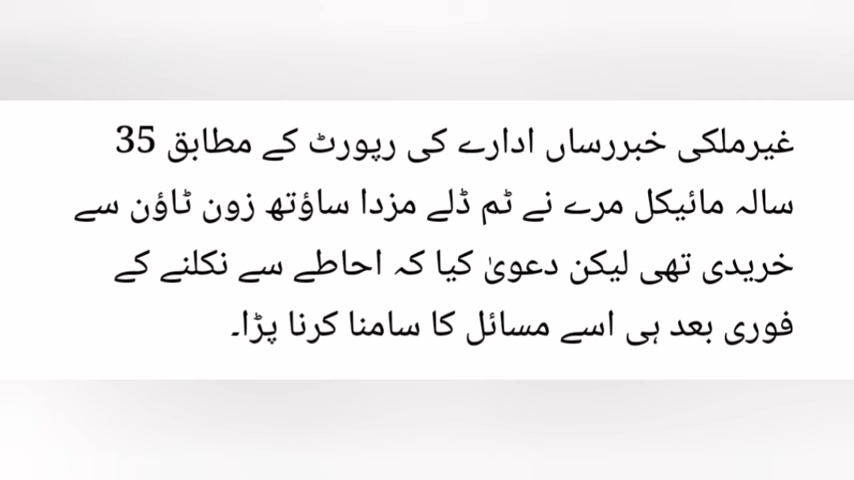 غیرملکی خبررساں ادارے کی رپورٹ کے مطابق 35
سالہ مائیکل مرے نے ٹم ڈلے مزدا ساؤتھ زون ٹاؤن سے
خریدی تھی لیکن دعویٰ کیا کہ احاطے سے نکلنے کے
فوری بعد ہی اسے مسائل کا سامنا کرنا پڑا۔